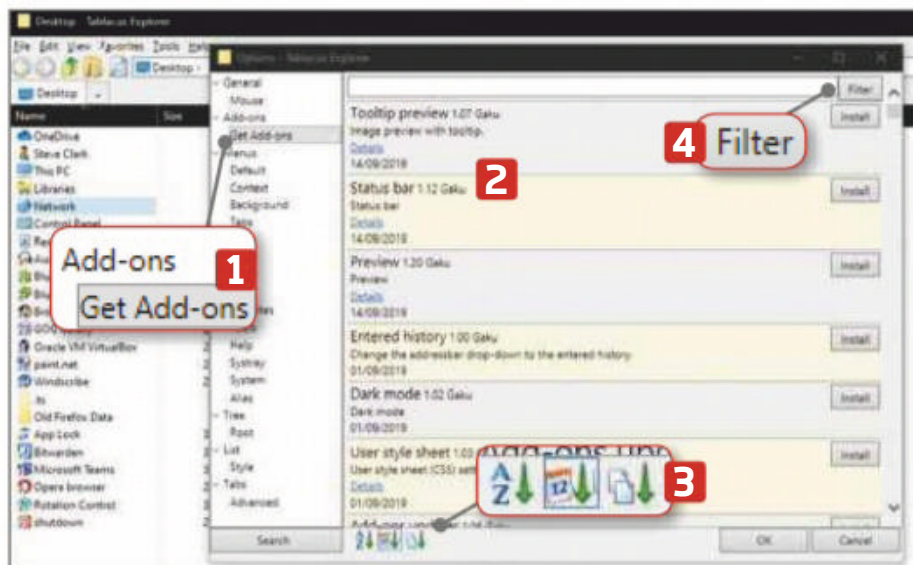 Desktop - Tablacus Explorer
File Edit View Favorites Tools Help
Desktop
Desktop
Name Size
OneDrive
Steve Clark
This PC
Libraries
Network
Control Panel
Oracle VM VirtualBox
paint.net
Windscribe
Old Firefox Data
App Lock
Bitwarden
Microsoft Teams
Opera browser
Rotation Control
shutdown
Options - Tablacus Explorer
General
Mouse
Add-ons
Get Add-ons
Menus
Default
Context
Background
Tabs
Help
Systray
System
Alias
Tree
Root
List
Style
Tabs
Advanced
Search
1
Add-ons
Get Add-ons
Filter
4
Filter
Tooltip preview 1.07 Gaku
Install
Image preview with tooltip.
Details
14/09/2019
2
Status bar 1.12 Gaku
Install
Status bar
Details
14/09/2019
Preview 1.20 Gaku
Install
Preview
Details
14/09/2019
Entered history 1.00 Gaku
Install
Change the addressbar drop-down to the entered history.
01/09/2019
Dark mode 1.02 Gaku
Install
Dark mode
01/09/2019
User style sheet 1.03
Install
User style sheet (CSS)
Details
01/09/2019
3
A
Z
12
OK
Cancel